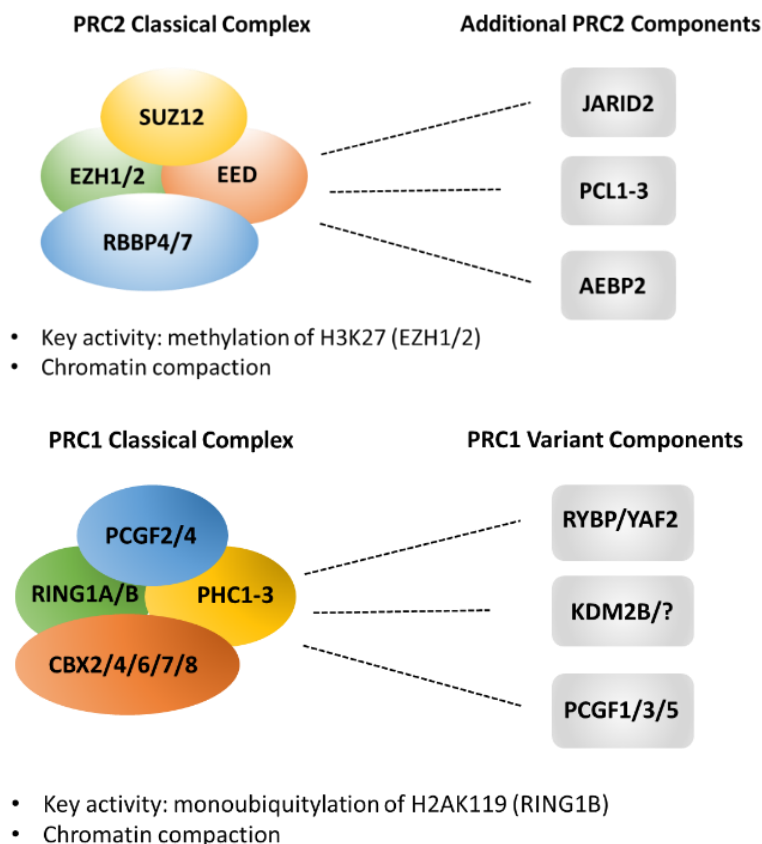 PRC2 Classical Complex
Additional PRC2 Components
SUZ12
EZH1/2
EED
RBBP4/7
JARID2
PCL1-3
AEBP2
• Key activity: methylation of H3K27 (EZH1/2)
• Chromatin compaction
PRC1 Classical Complex
PRC1 Variant Components
PCGF2/4
RING1A/B
PHC1-3
CBX2/4/6/7/8
RYBP/YAF2
KDM2B/?
PCGF1/3/5
• Key activity: monoubiquitylation of H2AK119 (RING1B)
• Chromatin compaction